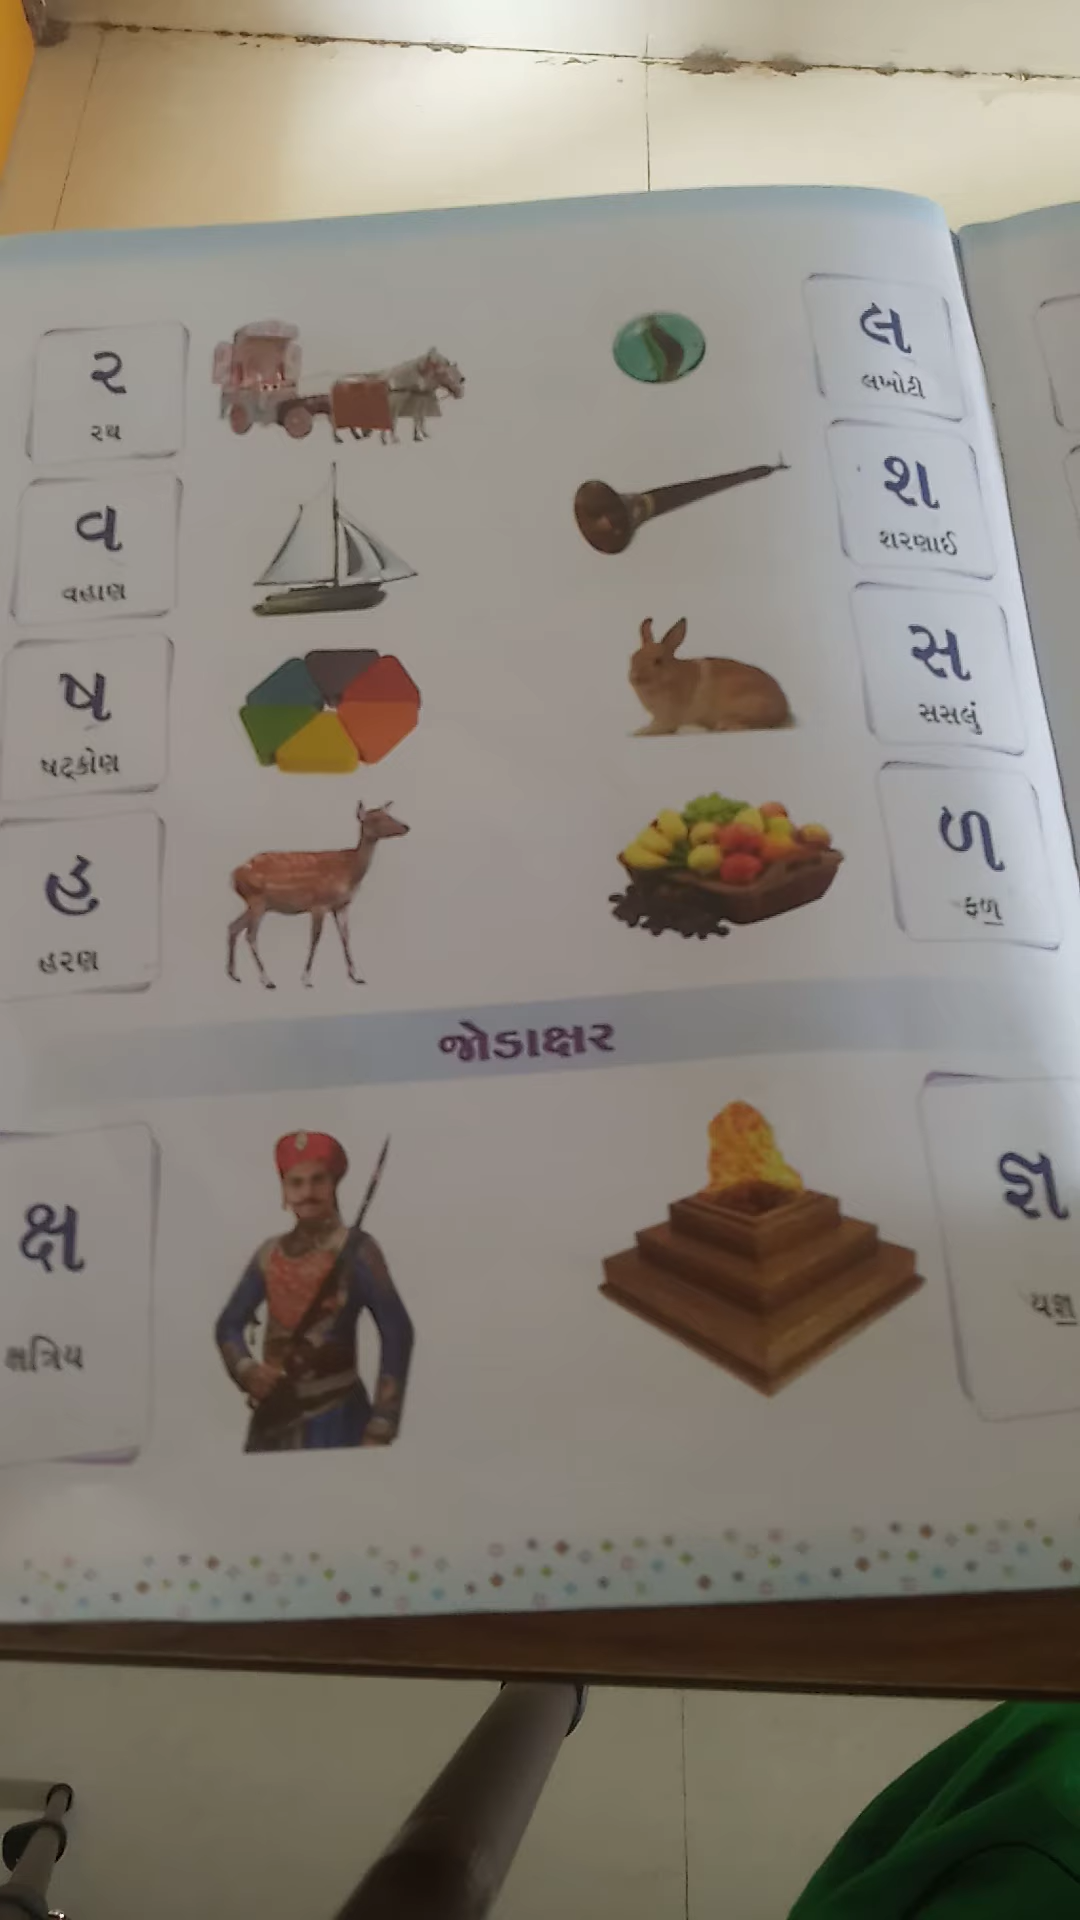 ર
રથ
લ
લખોટી
વ
વહાણ
શ
શરણાઈ
ષ
ષટ્કોણ
સ
સસલું
હ
હરણ
ળ
ફળ
જોડાક્ષર
ક્ષ
ક્ષત્રિય
જ્ઞ
યજ્ઞ